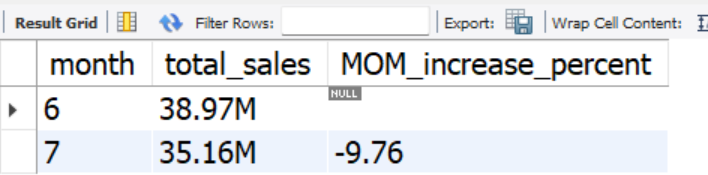 Result Grid Filter Rows: Export: Wrap Cell Content:
month total_sales MOM_increase_percent
6 38.97M NULL
7 35.16M -9.76